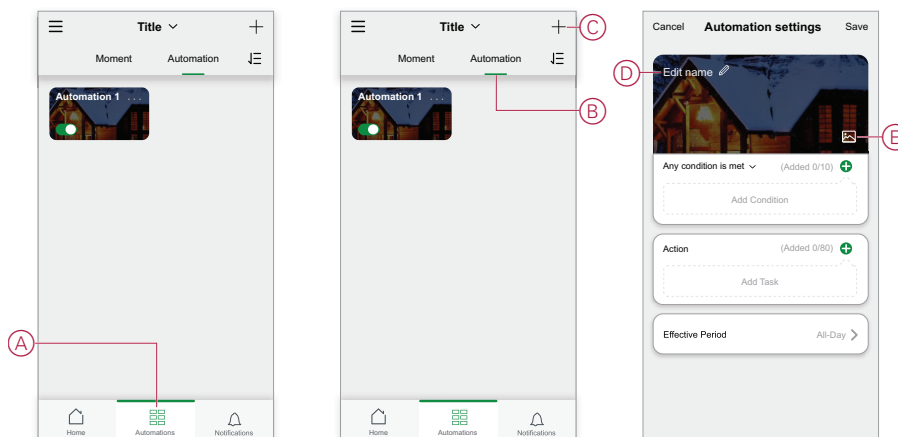 Title
Moment Automation
Automation 1 ...
A
Home Automations Notifications
Title
C
Moment Automation
B
Automation 1 ...
Home Automations Notifications
Cancel Automation settings Save
D
Edit name
E
Any condition is met (Added 0/10)
Add Condition
Action (Added 0/80)
Add Task
Effective Period All-Day